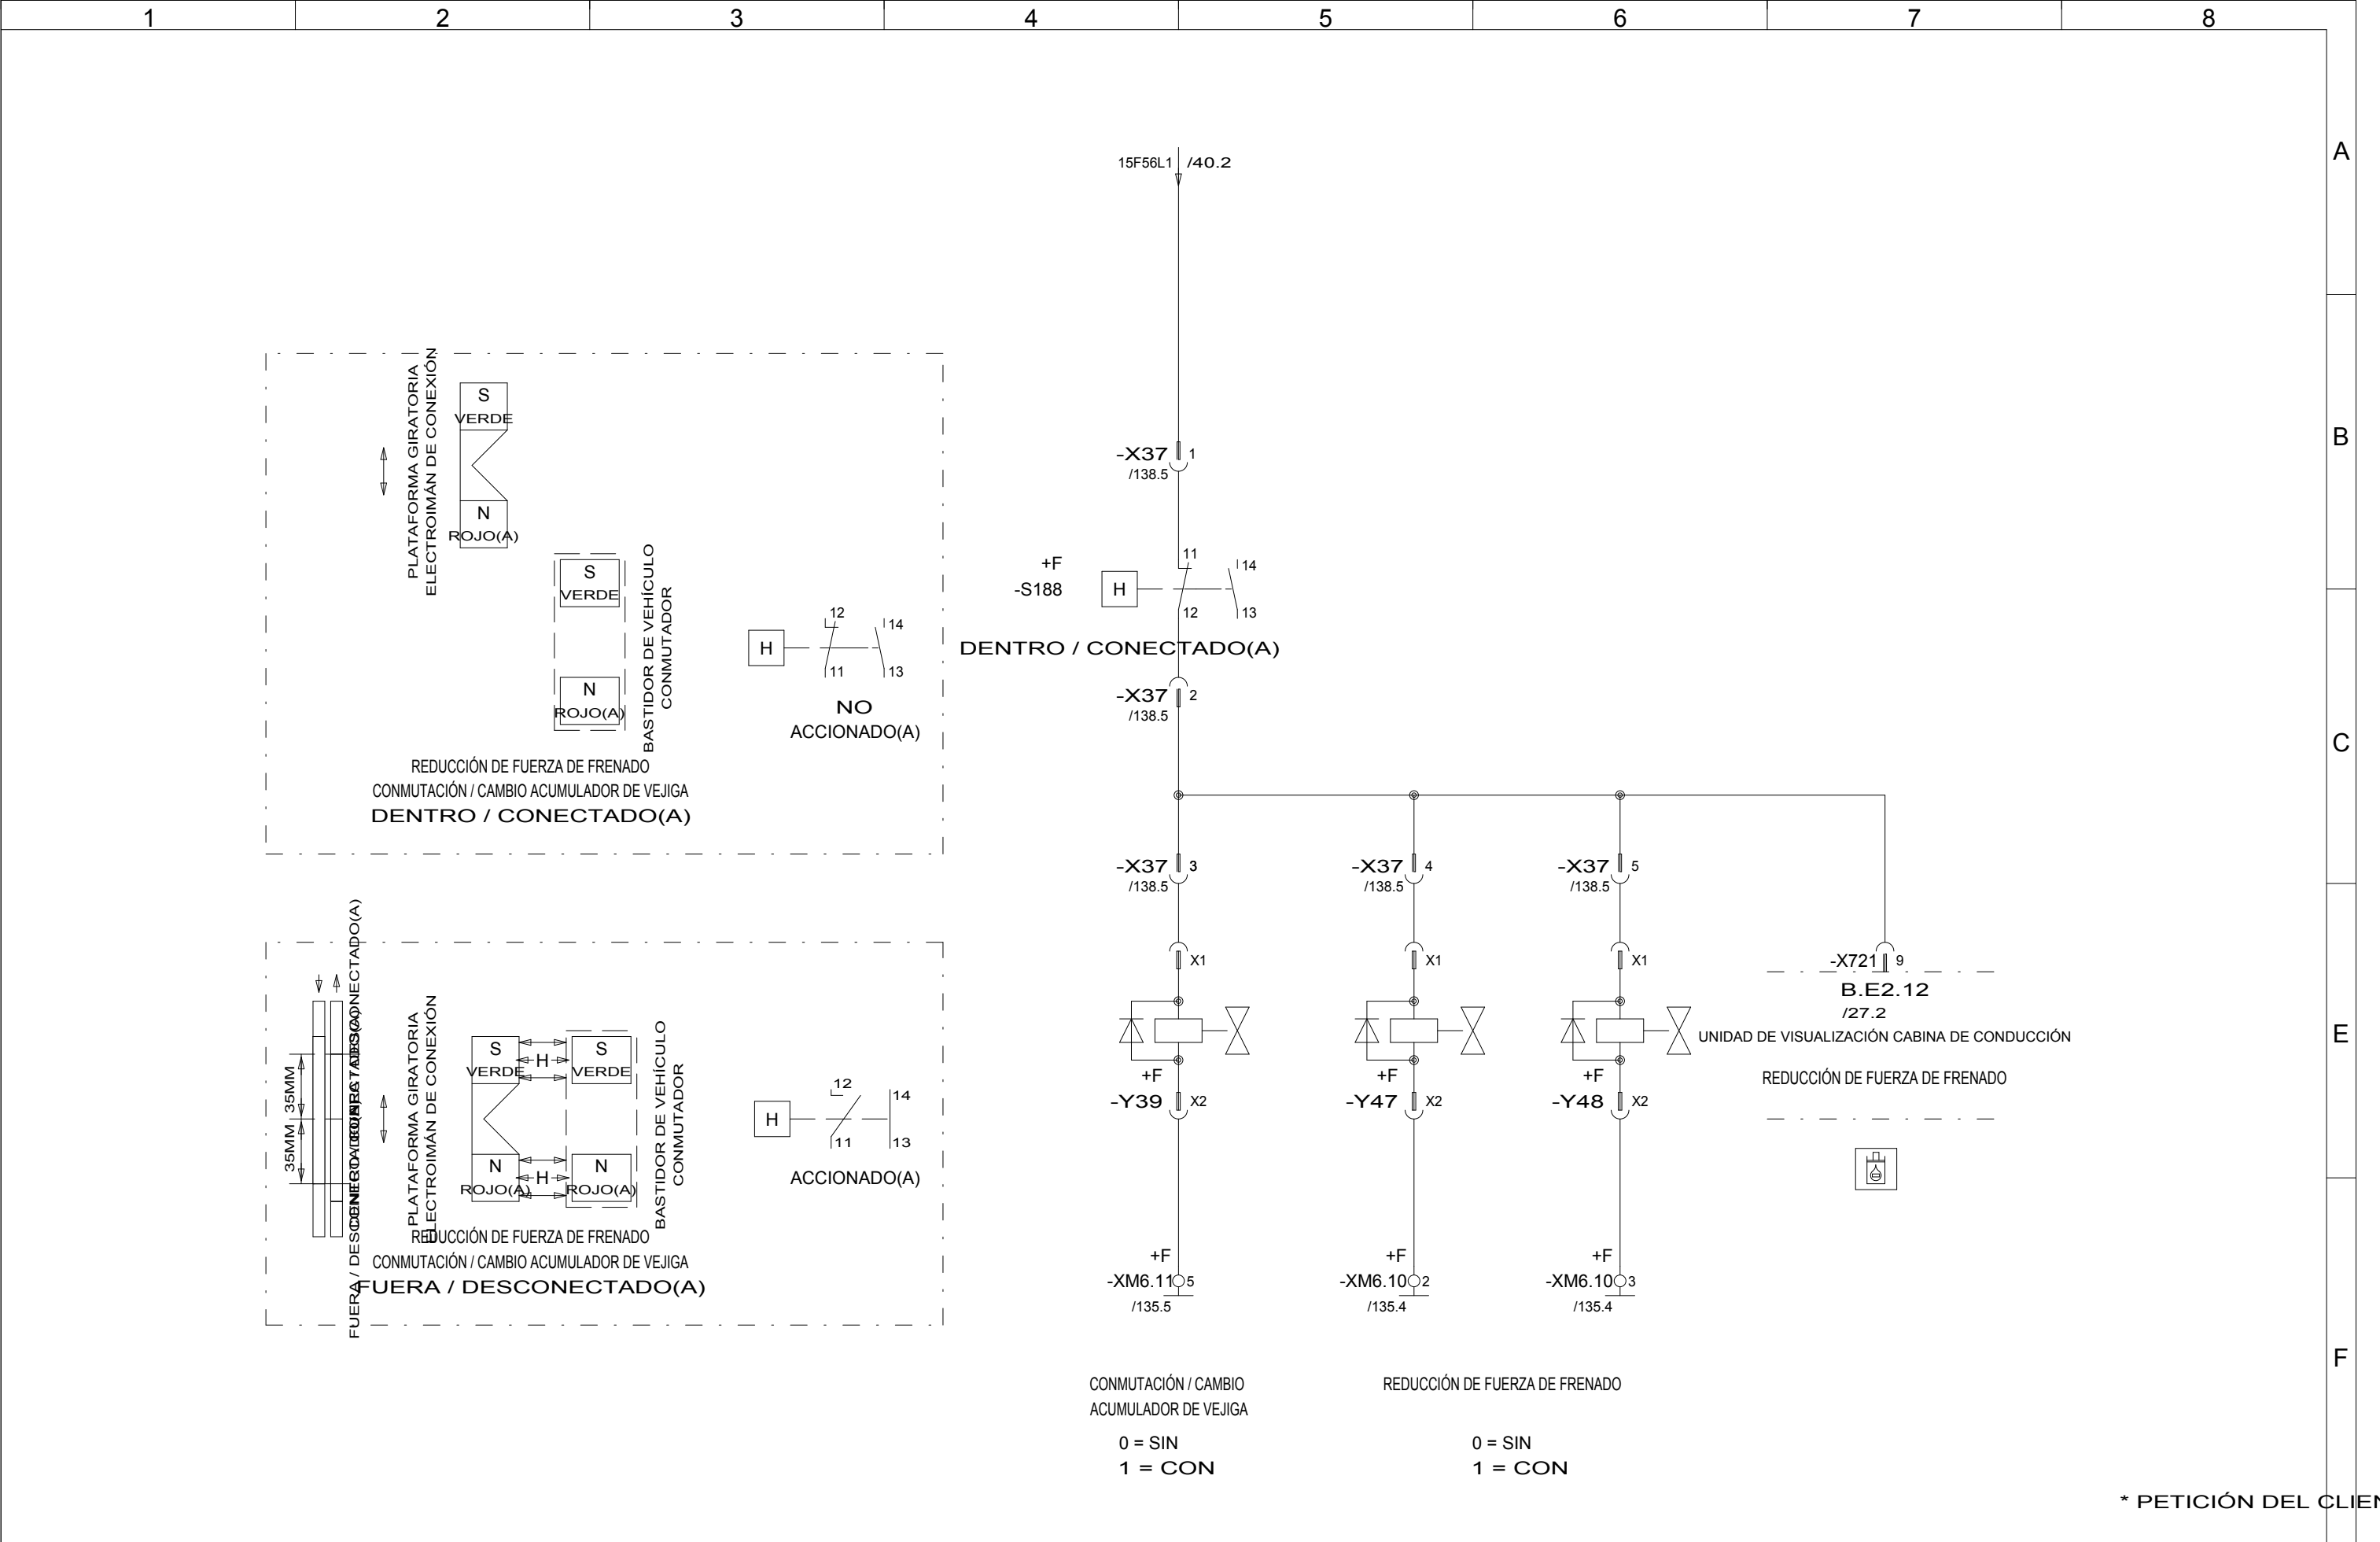 1 2 3 4 5 6 7 8
A
B
C
E
F
15F56L1 /40.2
-X37 1
/138.5
+F
-S188
H
11
12
14
13
DENTRO / CONECTADO(A)
-X37 2
/138.5
PLATAFORMA GIRATORIA
ELECTROIMÁN DE CONEXIÓN
S
VERDE
N
ROJO(A)
S
VERDE
N
ROJO(A)
BASTIDOR DE VEHÍCULO
CONMUTADOR
H
12
11
14
13
NO
ACCIONADO(A)
REDUCCIÓN DE FUERZA DE FRENADO
CONMUTACIÓN / CAMBIO ACUMULADOR DE VEJIGA
DENTRO / CONECTADO(A)
-X37 3
/138.5
-X37 4
/138.5
-X37 5
/138.5
X1
X1
X1
-X721 9
B.E2.12
/27.2
UNIDAD DE VISUALIZACIÓN CABINA DE CONDUCCIÓN
REDUCCIÓN DE FUERZA DE FRENADO
+F
-Y39 X2
+F
-Y47 X2
+F
-Y48 X2
35MM
35MM
PLATAFORMA GIRATORIA
ELECTROIMÁN DE CONEXIÓN
S
VERDE
N
ROJO(A)
H
H
S
VERDE
N
ROJO(A)
BASTIDOR DE VEHÍCULO
CONMUTADOR
H
12
11
14
13
ACCIONADO(A)
REDUCCIÓN DE FUERZA DE FRENADO
CONMUTACIÓN / CAMBIO ACUMULADOR DE VEJIGA
FUERA / DESCONECTADO(A)
+F
-XM6.11 5
/135.5
+F
-XM6.10 2
/135.4
+F
-XM6.10 3
/135.4
CONMUTACIÓN / CAMBIO
ACUMULADOR DE VEJIGA
0 = SIN
1 = CON
REDUCCIÓN DE FUERZA DE FRENADO
0 = SIN
1 = CON
* PETICIÓN DEL